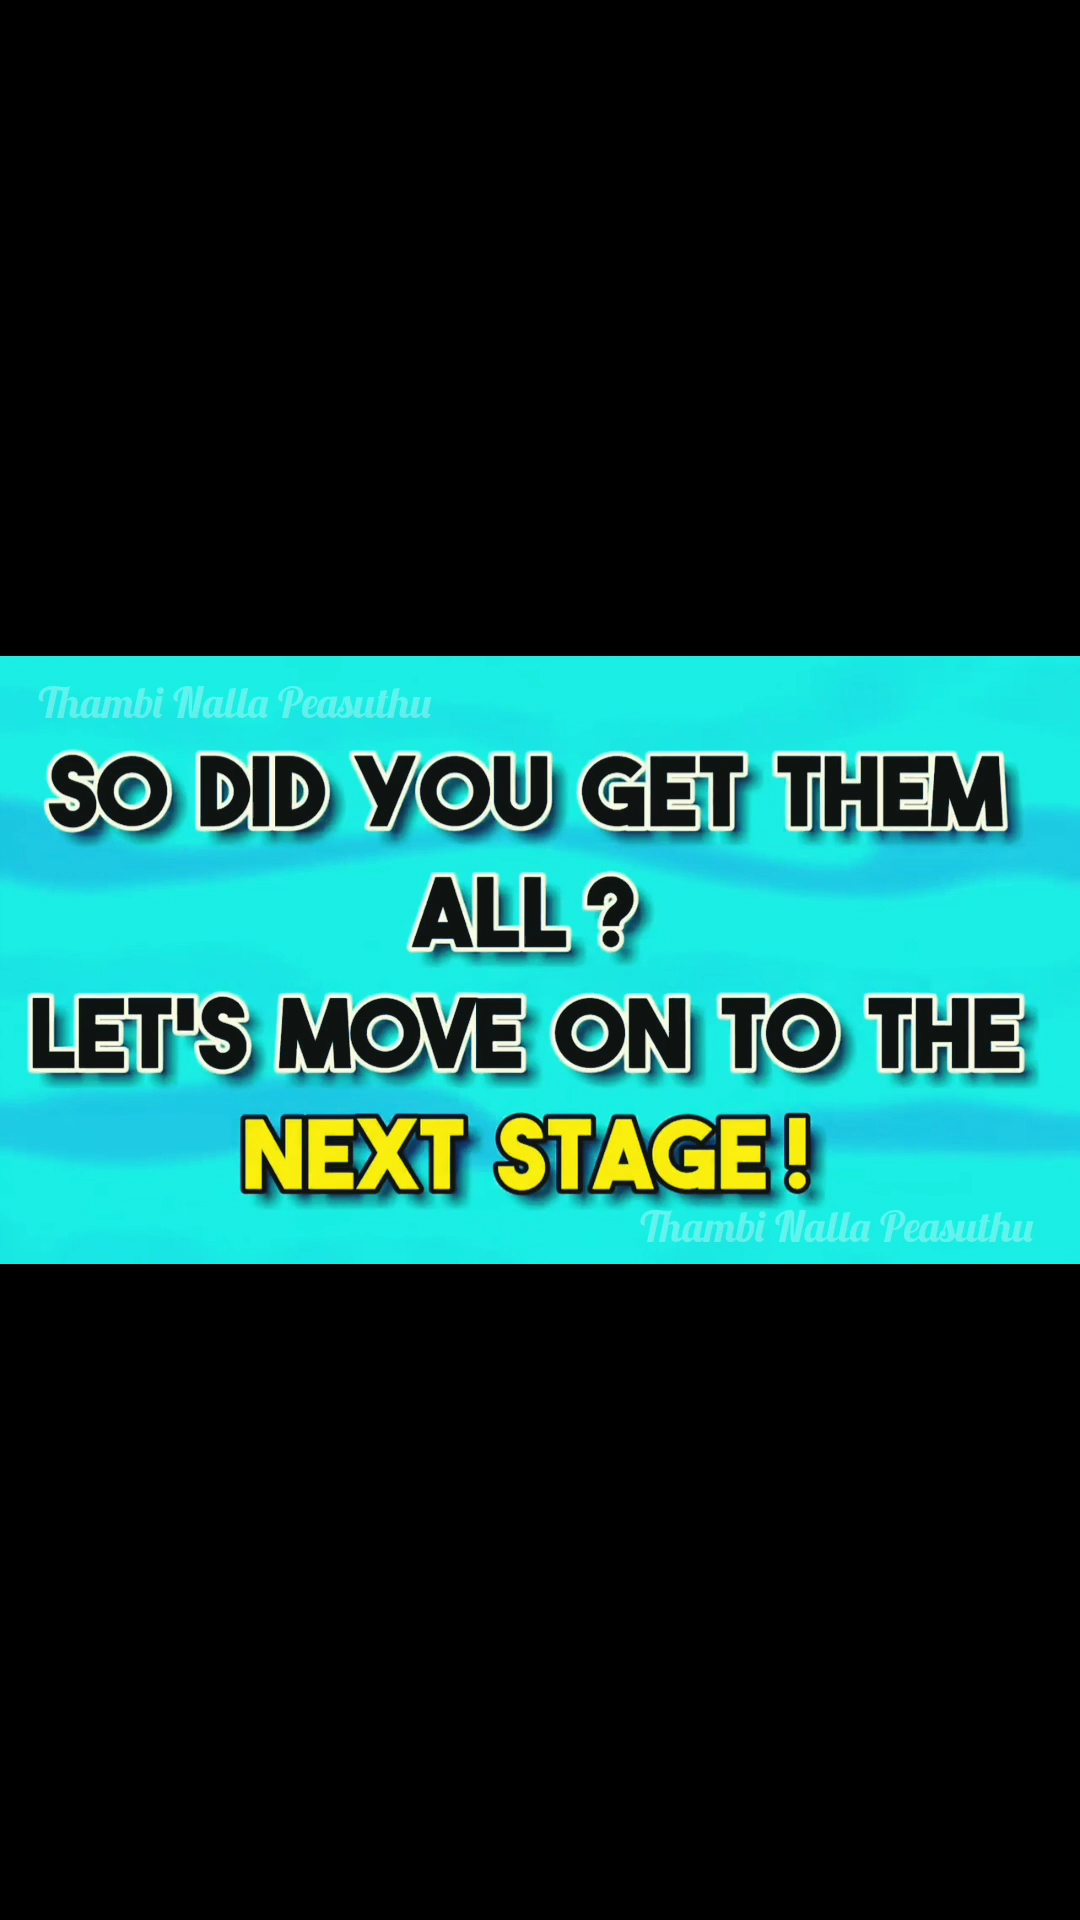 Thambi Nalla Peasuthu
SO DID YOU GET THEM
ALL ?
LET'S MOVE ON TO THE
NEXT STAGE!
Thambi Nalla Peasuthu